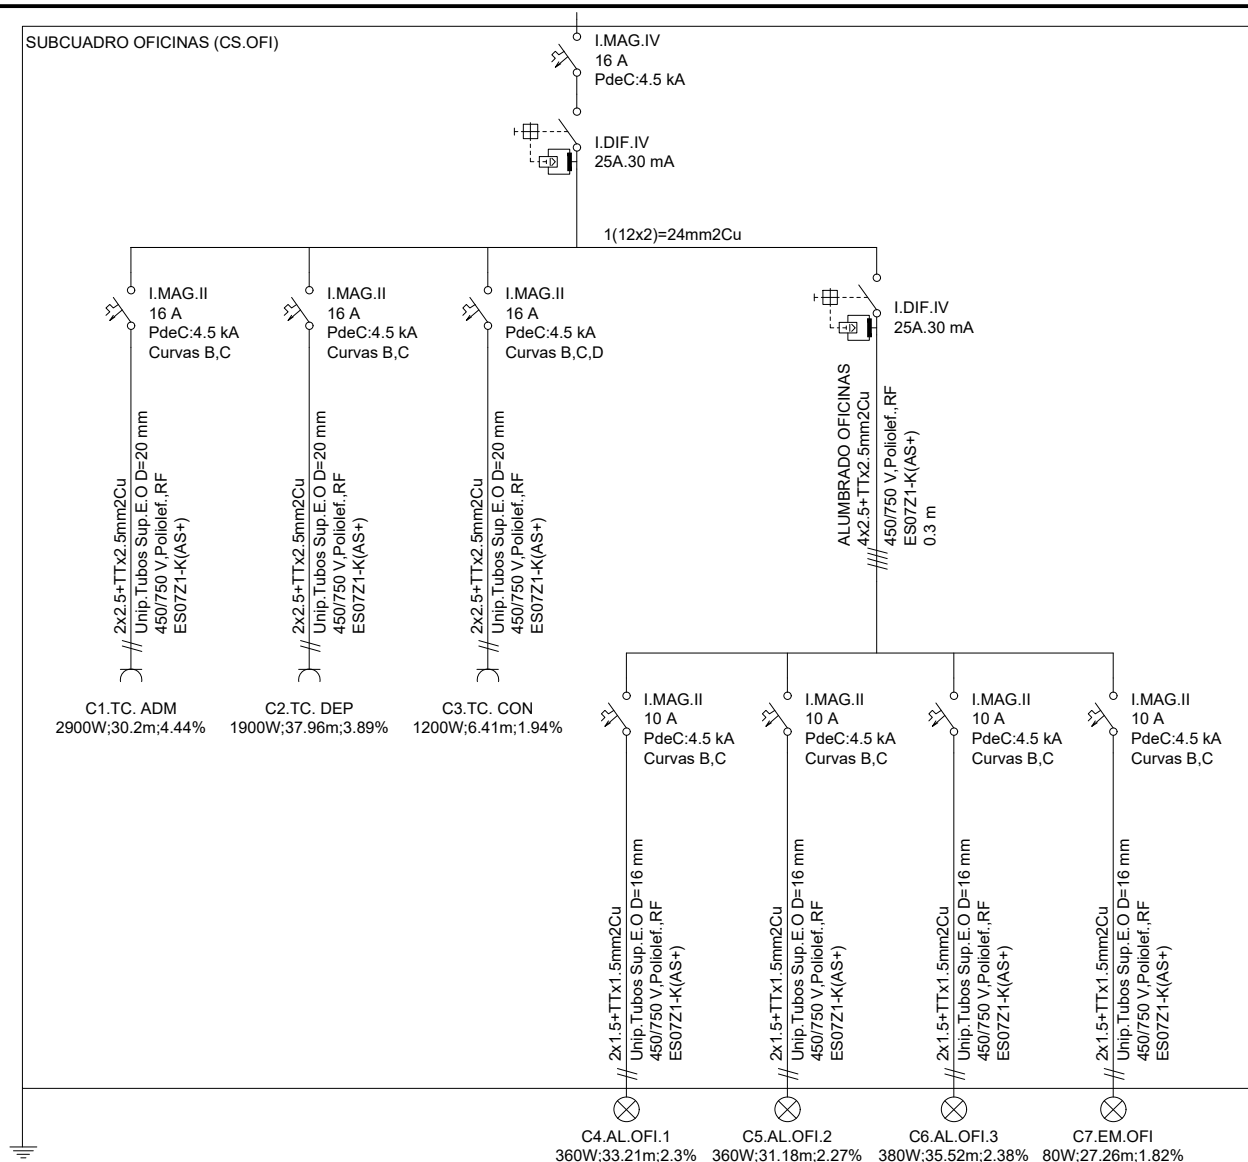 SUBCUADRO OFICINAS (CS.OFI)
I.MAG.IV
16 A
PdeC:4.5 kA
I.DIF.IV
25A.30 mA
1(12x2)=24mm2Cu
I.MAG.II
16 A
PdeC:4.5 kA
Curvas B,C
I.MAG.II
16 A
PdeC:4.5 kA
Curvas B,C
I.MAG.II
16 A
PdeC:4.5 kA
Curvas B,C,D
I.DIF.IV
25A.30 mA
2x2.5+TTx2.5mm2Cu
Unip.Tubos Sup.E.O D=20 mm
450/750 V,Poliolef.,RF
ES07Z1-K(AS+)
2x2.5+TTx2.5mm2Cu
Unip.Tubos Sup.E.O D=20 mm
450/750 V,Poliolef.,RF
ES07Z1-K(AS+)
2x2.5+TTx2.5mm2Cu
Unip.Tubos Sup.E.O D=20 mm
450/750 V,Poliolef.,RF
ES07Z1-K(AS+)
ALUMBRADO OFICINAS
4x2.5+TTx2.5mm2Cu
450/750 V,Poliolef.,RF
ES07Z1-K(AS+)
0.3 m
C1.TC. ADM
2900W;30.2m;4.44%
C2.TC. DEP
1900W;37.96m;3.89%
C3.TC. CON
1200W;6.41m;1.94%
I.MAG.II
10 A
PdeC:4.5 kA
Curvas B,C
I.MAG.II
10 A
PdeC:4.5 kA
Curvas B,C
I.MAG.II
10 A
PdeC:4.5 kA
Curvas B,C
I.MAG.II
10 A
PdeC:4.5 kA
Curvas B,C
2x1.5+TTx1.5mm2Cu
Unip.Tubos Sup.E.O D=16 mm
450/750 V,Poliolef.,RF
ES07Z1-K(AS+)
2x1.5+TTx1.5mm2Cu
Unip.Tubos Sup.E.O D=16 mm
450/750 V,Poliolef.,RF
ES07Z1-K(AS+)
2x1.5+TTx1.5mm2Cu
Unip.Tubos Sup.E.O D=16 mm
450/750 V,Poliolef.,RF
ES07Z1-K(AS+)
2x1.5+TTx1.5mm2Cu
Unip.Tubos Sup.E.O D=16 mm
450/750 V,Poliolef.,RF
ES07Z1-K(AS+)
C4.AL.OFI.1
360W;33.21m;2.3%
C5.AL.OFI.2
360W;31.18m;2.27%
C6.AL.OFI.3
380W;35.52m;2.38%
C7.EM.OFI
80W;27.26m;1.82%